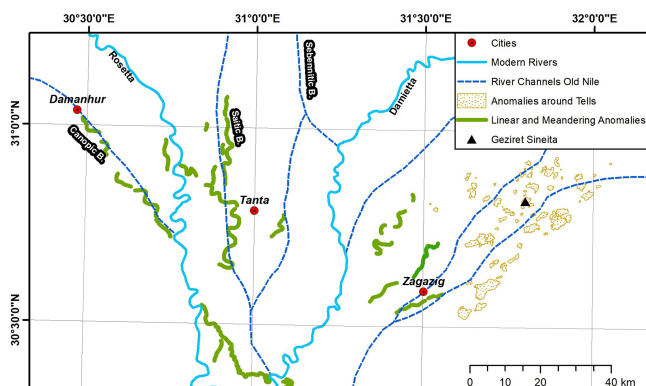 30°30'0"E
31°0'0"E
31°30'0"E
32°0'0"E
Cities
Modern Rivers
River Channels Old Nile
Anomalies around Tells
Linear and Meandering Anomalies
Geziret Sineita
Rosetta
Sebennitic B.
Damietta
Damanhur
Saitic B.
Canopic B.
Tanta
Zagazig
31°0'0"N
30°30'0"N
0 10 20 40 km